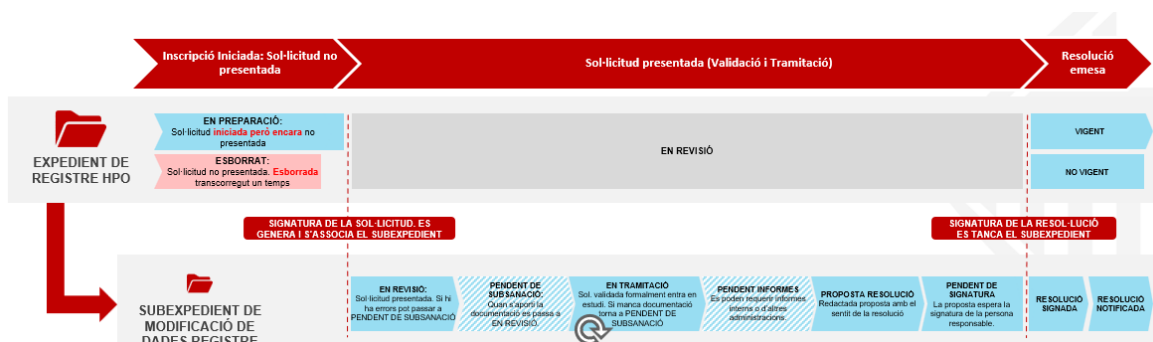 Inscripció Iniciada: Sol·licitud no
presentada
Sol·licitud presentada (Validació i Tramitació)
Resolució
emesa
EXPEDIENT DE
REGISTRE HPO
EN PREPARACIÓ:
Sol·licitud iniciada però encara no
presentada
ESBORRAT:
Sol·licitud no presentada. Esborrada
transcorregut un temps
EN REVISIÓ
VIGENT
NO VIGENT
SIGNATURA DE LA SOL·LICITUD. ES
GENERA I S'ASSOCIA EL SUBEXPEDIENT
SIGNATURA DE LA RESOL·LUCIÓ
ES TANCA EL SUBEXPEDIENT
SUBEXPEDIENT DE
MODIFICACIÓ DE
DADES REGISTRE
EN REVISIÓ:
Sol·licitud presentada. Si hi
ha errors pot passar a
PENDENT DE SUBSANACIÓ
PENDENT DE
SUBSANACIÓ:
Quan s'aporti la
documentació es passa a
EN REVISIÓ.
EN TRAMITACIÓ
Sol. validada formalment entra en
estudi. Si manca documentació
torna a PENDENT DE
SUBSANACIÓ
PENDENT INFORMES
Es poden requerir informes
interns o d'altres
administracions.
PROPOSTA RESOLUCIÓ
Redactada proposta amb el
sentit de la resolució
PENDENT DE
SIGNATURA
La proposta espera la
signatura de la persona
responsable.
RESOLUCIÓ
SIGNADA
RESOLUCIÓ
NOTIFICADA